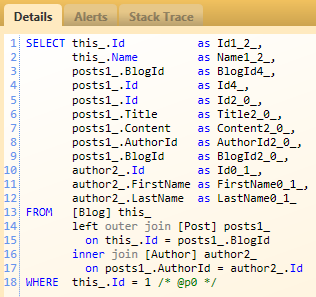 Details Alerts Stack Trace
1 SELECT this_.Id as Id1_2_,
2 this_.Name as Name1_2_,
3 posts1_.BlogId as BlogId4_,
4 posts1_.Id as Id4_,
5 posts1_.Id as Id2_0_,
6 posts1_.Title as Title2_0_,
7 posts1_.Content as Content2_0_,
8 posts1_.AuthorId as AuthorId2_0_,
9 posts1_.BlogId as BlogId2_0_,
10 author2_.Id as Id0_1_,
11 author2_.FirstName as FirstName0_1_,
12 author2_.LastName as LastName0_1_
13 FROM [Blog] this_
14 left outer join [Post] posts1_
15 on this_.Id = posts1_.BlogId
16 inner join [Author] author2_
17 on posts1_.AuthorId = author2_.Id
18 WHERE this_.Id = 1 /* @p0 */